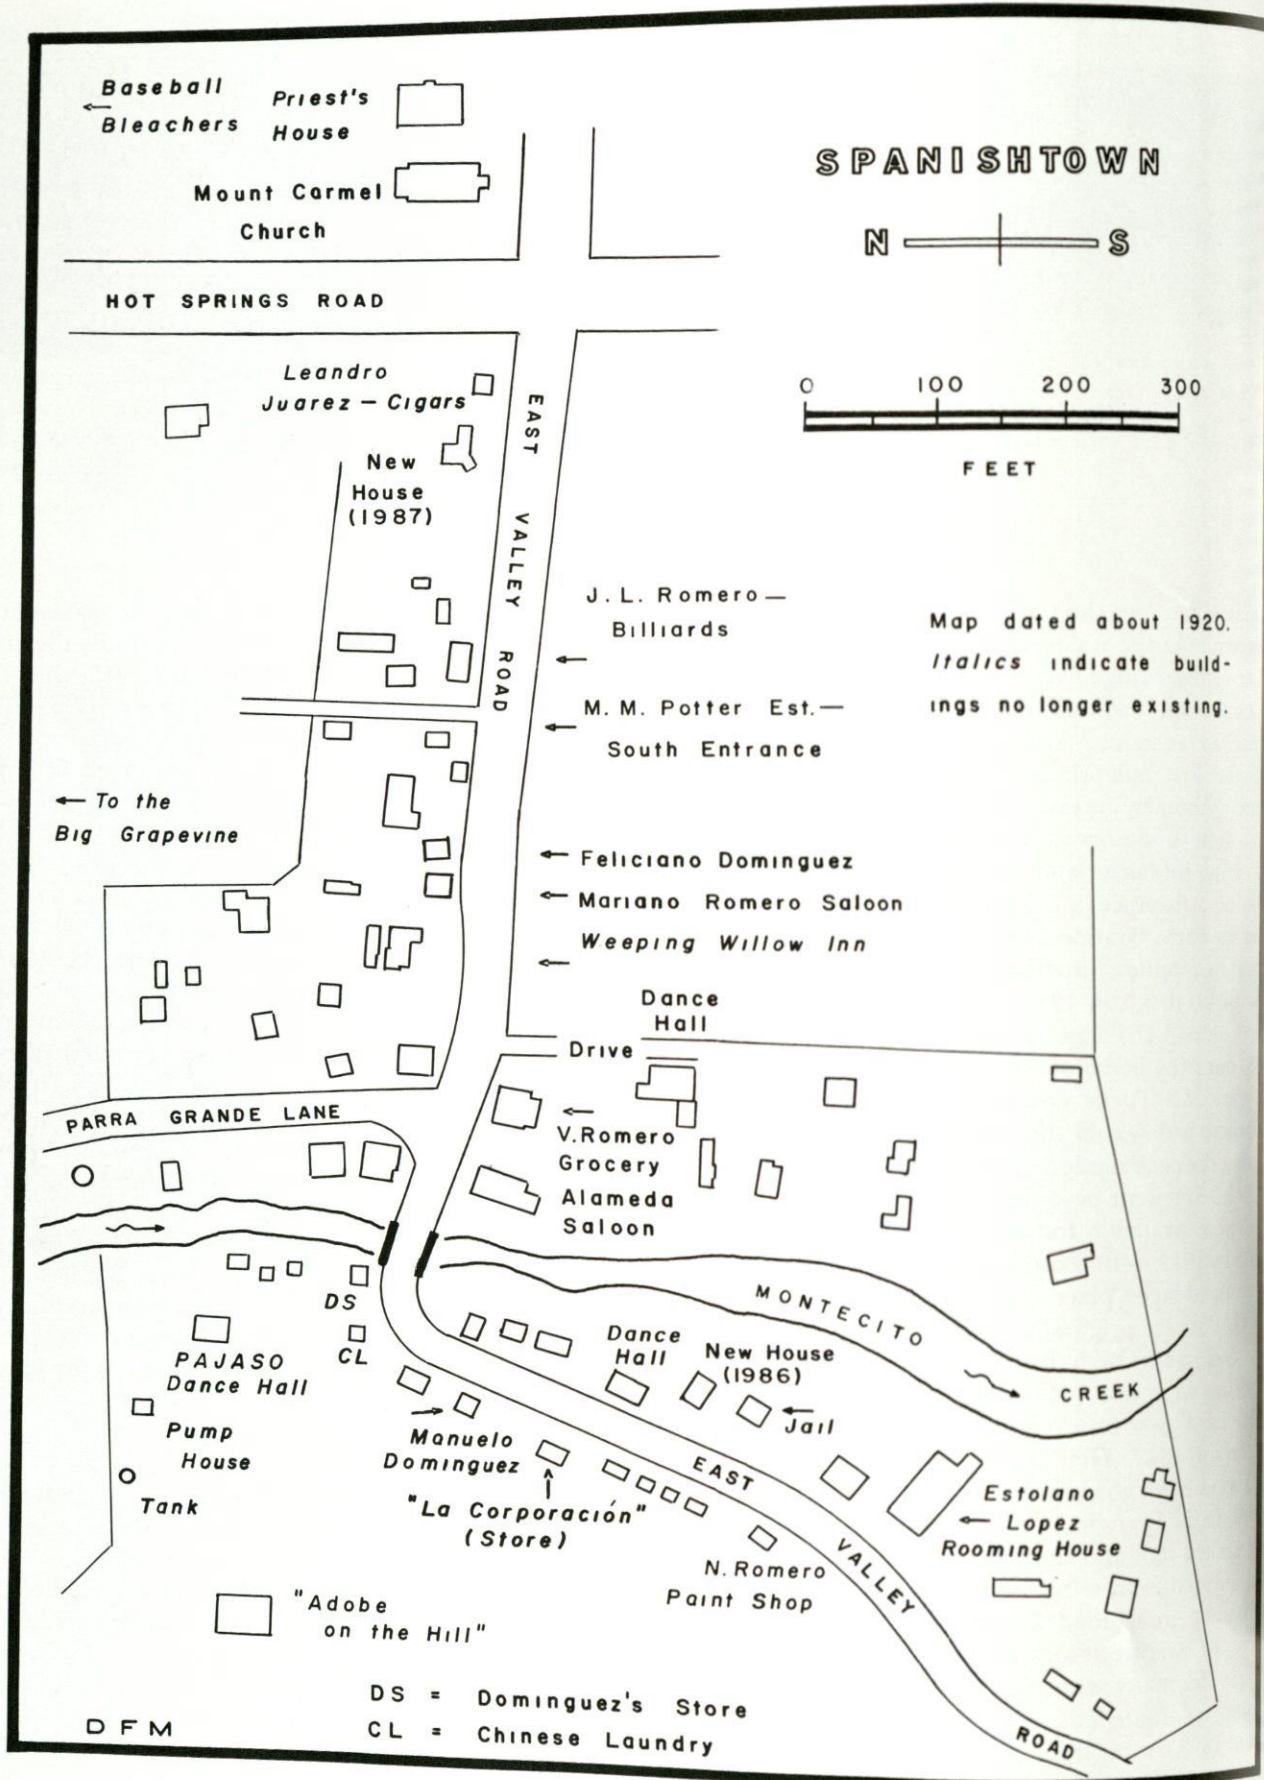 Baseball
Bleachers
Priest's
House
SPANISHTOWN
Mount Carmel
Church
N S
HOT SPRINGS ROAD
Leandro
Juarez – Cigars
0 100 200 300
FEET
EAST VALLEY ROAD
New
House
(1987)
J. L. Romero —
Billiards
Map dated about 1920.
Italics indicate build-
ings no longer existing.
M. M. Potter Est. —
South Entrance
To the
Big Grapevine
Feliciano Dominguez
Mariano Romero Saloon
Weeping Willow Inn
Dance
Hall
Drive
PARRA GRANDE LANE
V. Romero
Grocery
Alameda
Saloon
MONTECITO
CREEK
DS
CL
PAJASO
Dance Hall
Dance
Hall
New House
(1986)
Jail
Pump
House
Manuelo
Dominguez
Tank
"La Corporación"
(Store)
EAST
VALLEY
ROAD
Estolano
Lopez
Rooming House
N. Romero
Paint Shop
"Adobe
on the Hill"
DS = Dominguez's Store
CL = Chinese Laundry
DFM